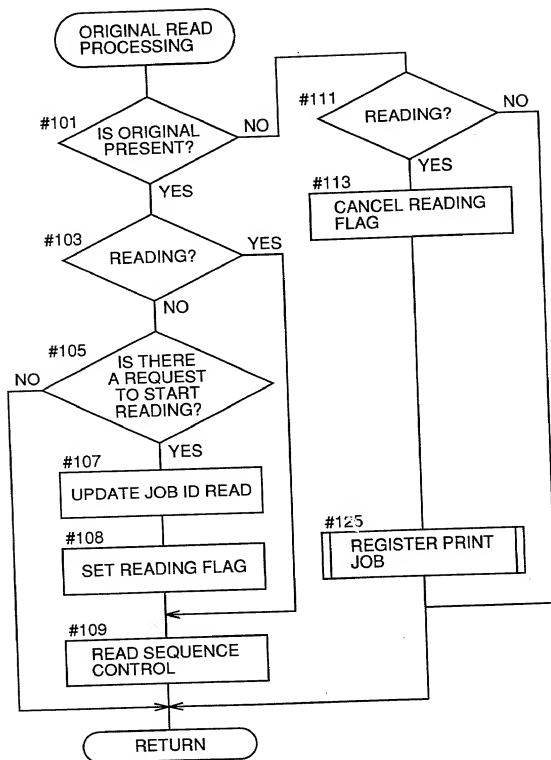 ORIGINAL READ
PROCESSING
#101
IS ORIGINAL
PRESENT?
NO
YES
#103
READING?
YES
NO
#105
NO
IS THERE
A REQUEST
TO START
READING?
YES
#107
UPDATE JOB ID READ
#108
SET READING FLAG
#109
READ SEQUENCE
CONTROL
RETURN
#111
READING?
NO
YES
#113
CANCEL READING
FLAG
#125
REGISTER PRINT
JOB